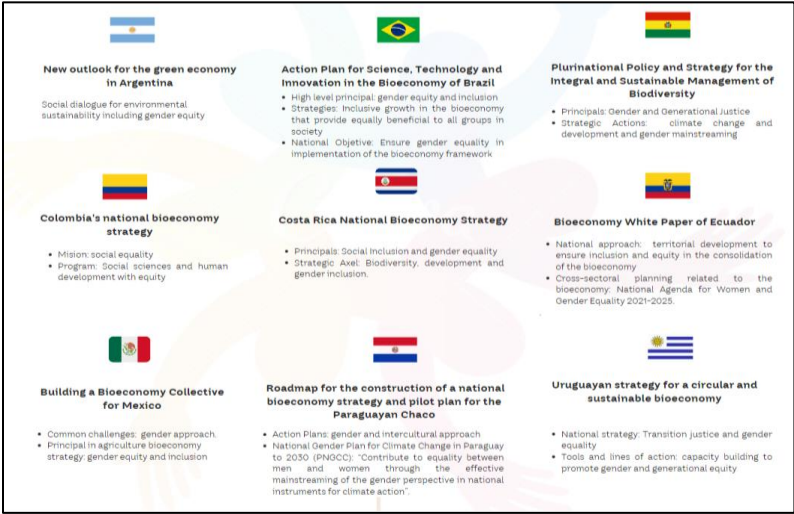 New outlook for the green economy
in Argentina
Social dialogue for environmental
sustainability including gender equity
Action Plan for Science, Technology and
Innovation in the Bioeconomy of Brazil
• High level principal: gender equity and inclusion
• Strategies: Inclusive growth in the bioeconomy
that provide equally beneficial to all groups in
society
• National Objetive: Ensure gender equality in
implementation of the bioeconomy framework
Plurinational Policy and Strategy for the
Integral and Sustainable Management of
Biodiversity
• Principals: Gender and Generational Justice
• Strategic Actions: climate change and
development and gender mainstreaming
Colombia's national bioeconomy
strategy
• Mision: social equality
• Program: Social sciences and human
development with equity
Costa Rica National Bioeconomy Strategy
• Principals: Social Inclusion and gender equality
• Strategic Axel: Biodiversity, development and
gender inclusion.
Bioeconomy White Paper of Ecuador
• National approach: territorial development to
ensure inclusion and equity in the consolidation
of the bioeconomy
• Cross-sectoral planning related to the
bioeconomy: National Agenda for Women and
Gender Equality 2021-2025.
Building a Bioeconomy Collective
for Mexico
• Common challenges: gender approach.
• Principal in agriculture bioeconomy
strategy: gender equity and inclusion
Roadmap for the construction of a national
bioeconomy strategy and pilot plan for the
Paraguayan Chaco
• Action Plans: gender and intercultural approach
• National Gender Plan for Climate Change in Paraguay
to 2030 (PNGCC): "Contribute to equality between
men and women through the effective
mainstreaming of the gender perspective in national
instruments for climate action".
Uruguayan strategy for a circular and
sustainable bioeconomy
• National strategy: Transition justice and gender
equality
• Tools and lines of action: capacity building to
promote gender and generational equity